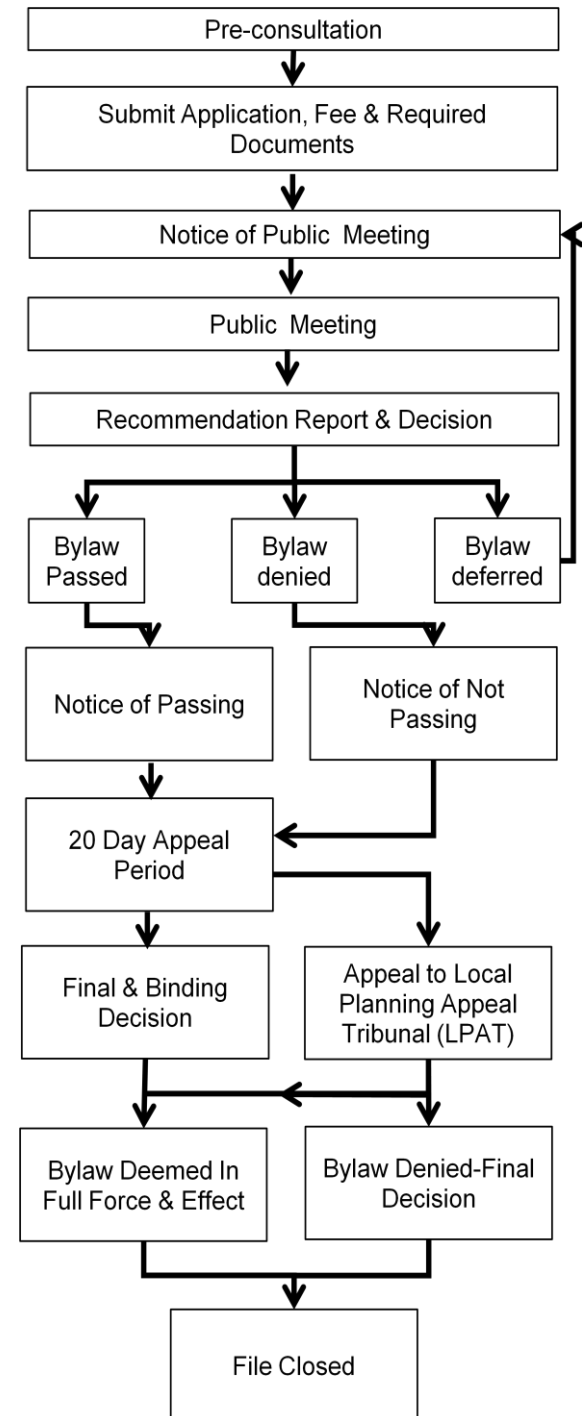 Pre-consultation
Submit Application, Fee & Required
Documents
Notice of Public Meeting
Public Meeting
Recommendation Report & Decision
Bylaw
Passed
Bylaw
denied
Bylaw
deferred
Notice of Passing
Notice of Not
Passing
20 Day Appeal
Period
Final & Binding
Decision
Appeal to Local
Planning Appeal
Tribunal (LPAT)
Bylaw Deemed In
Full Force & Effect
Bylaw Denied-Final
Decision
File Closed